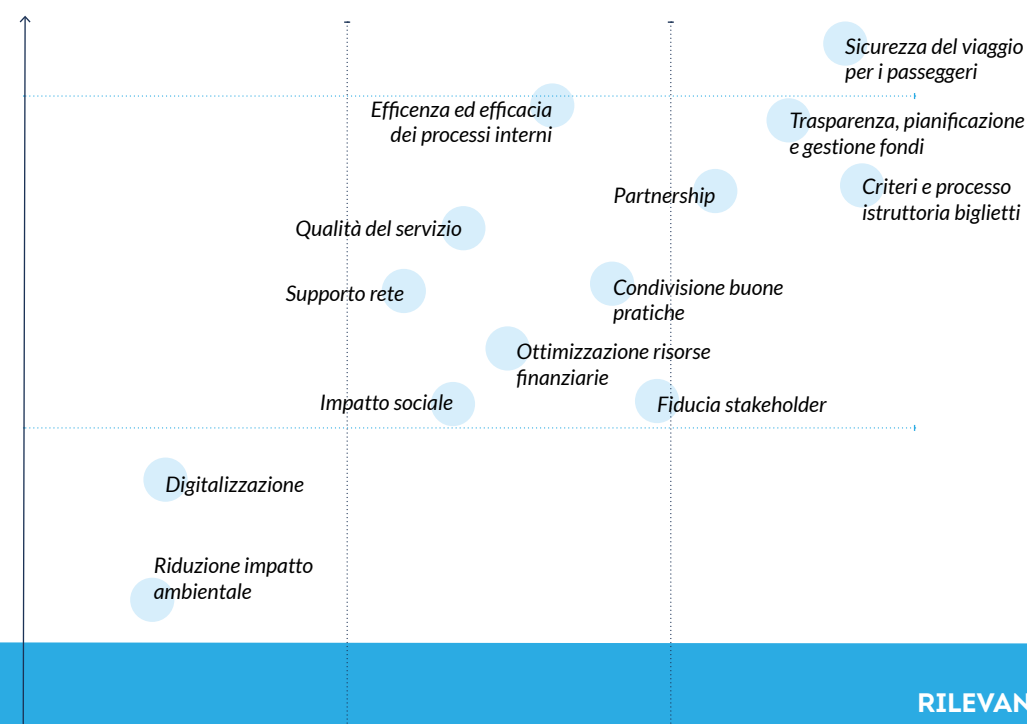 Sicurezza del viaggio
per i passeggeri
Efficenza ed efficacia
dei processi interni
Trasparenza, pianificazione
e gestione fondi
Partnership
Criteri e processo
istruttoria biglietti
Qualità del servizio
Supporto rete
Condivisione buone
pratiche
Ottimizzazione risorse
finanziarie
Impatto sociale
Fiducia stakeholder
Digitalizzazione
Riduzione impatto
ambientale
RILEVAN